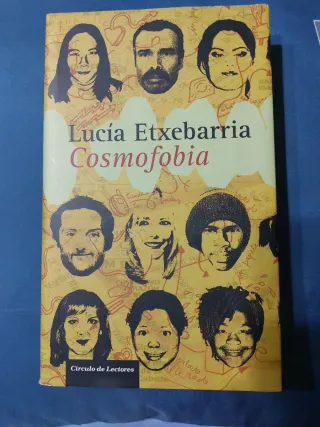 Lucía Etxebarria
Cosmofobia
Círculo de Lectores